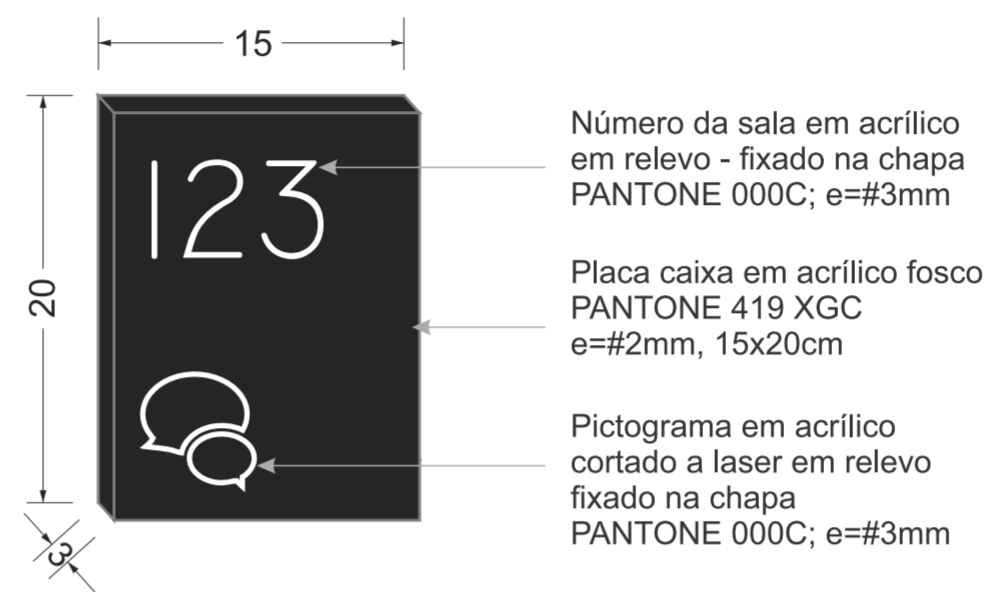 15
123
Número da sala em acrílico
em relevo - fixado na chapa
PANTONE 000C; e=#3mm
20
Placa caixa em acrílico fosco
PANTONE 419 XGC
e=#2mm, 15x20cm
Pictograma em acrílico
cortado a laser em relevo
fixado na chapa
PANTONE 000C; e=#3mm
3